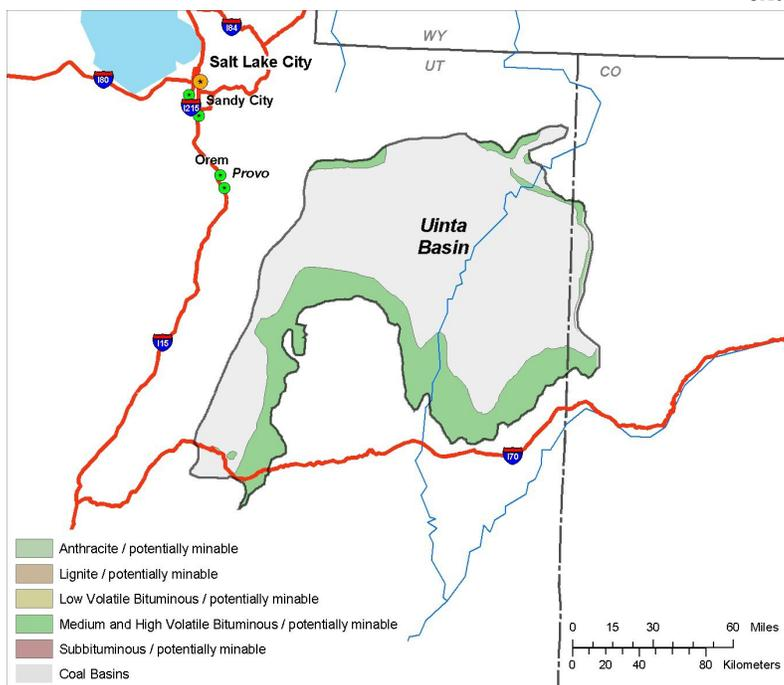 I84
WY
Salt Lake City
UT
CO
I80
Sandy City
I215
Orem
Provo
Uinta
Basin
I15
I70
Anthracite / potentially minable
Lignite / potentially minable
Low Volatile Bituminous / potentially minable
Medium and High Volatile Bituminous / potentially minable
Subbituminous / potentially minable
Coal Basins
0 15 30 60 Miles
0 20 40 80 Kilometers